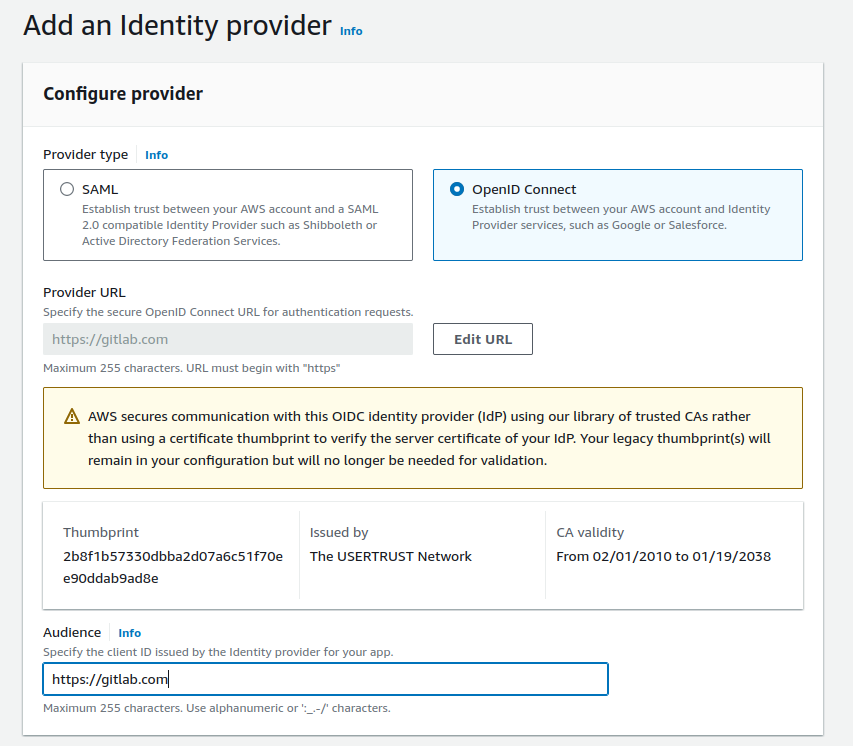 Add an Identity provider Info
Configure provider
Provider type Info
SAML
Establish trust between your AWS account and a SAML
2.0 compatible Identity Provider such as Shibboleth or
Active Directory Federation Services.
OpenID Connect
Establish trust between your AWS account and Identity
Provider services, such as Google or Salesforce.
Provider URL
Specify the secure OpenID Connect URL for authentication requests.
https://gitlab.com
Edit URL
Maximum 255 characters. URL must begin with "https"
AWS secures communication with this OIDC identity provider (IdP) using our library of trusted CAs rather
than using a certificate thumbprint to verify the server certificate of your IdP. Your legacy thumbprint(s) will
remain in your configuration but will no longer be needed for validation.
Thumbprint
2b8f1b57330dbba2d07a6c51f70e
e90ddab9ad8e
Issued by
The USERTRUST Network
CA validity
From 02/01/2010 to 01/19/2038
Audience Info
Specify the client ID issued by the Identity provider for your app.
https://gitlab.com
Maximum 255 characters. Use alphanumeric or ':_.-/' characters.